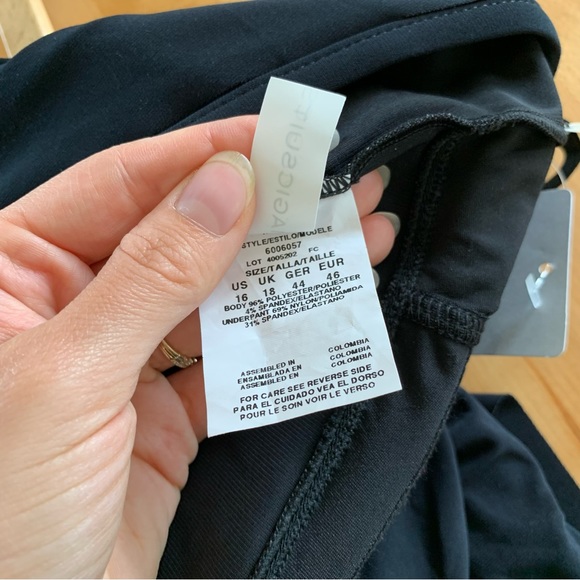 AGICSUIT
STYLE/ESTILO/MODELE
6006057
LOT 4005202 FC
SIZE/TALLA/TAILLE
US UK GER EUR
16 18 44 46
BODY 96% POLYESTER/POLIESTER
4% SPANDEX/ELASTANO
UNDERPANT 69% NYLON/POLIAMIDA
31% SPANDEX/ELASTANO
ASSEMBLED IN COLOMBIA
ENSAMBLADA EN COLOMBIA
ASSEMBLED EN COLOMBIA
FOR CARE SEE REVERSE SIDE
PARA EL CUIDADO VEA EL DORSO
POUR LE SOIN VOIR LE VERSO